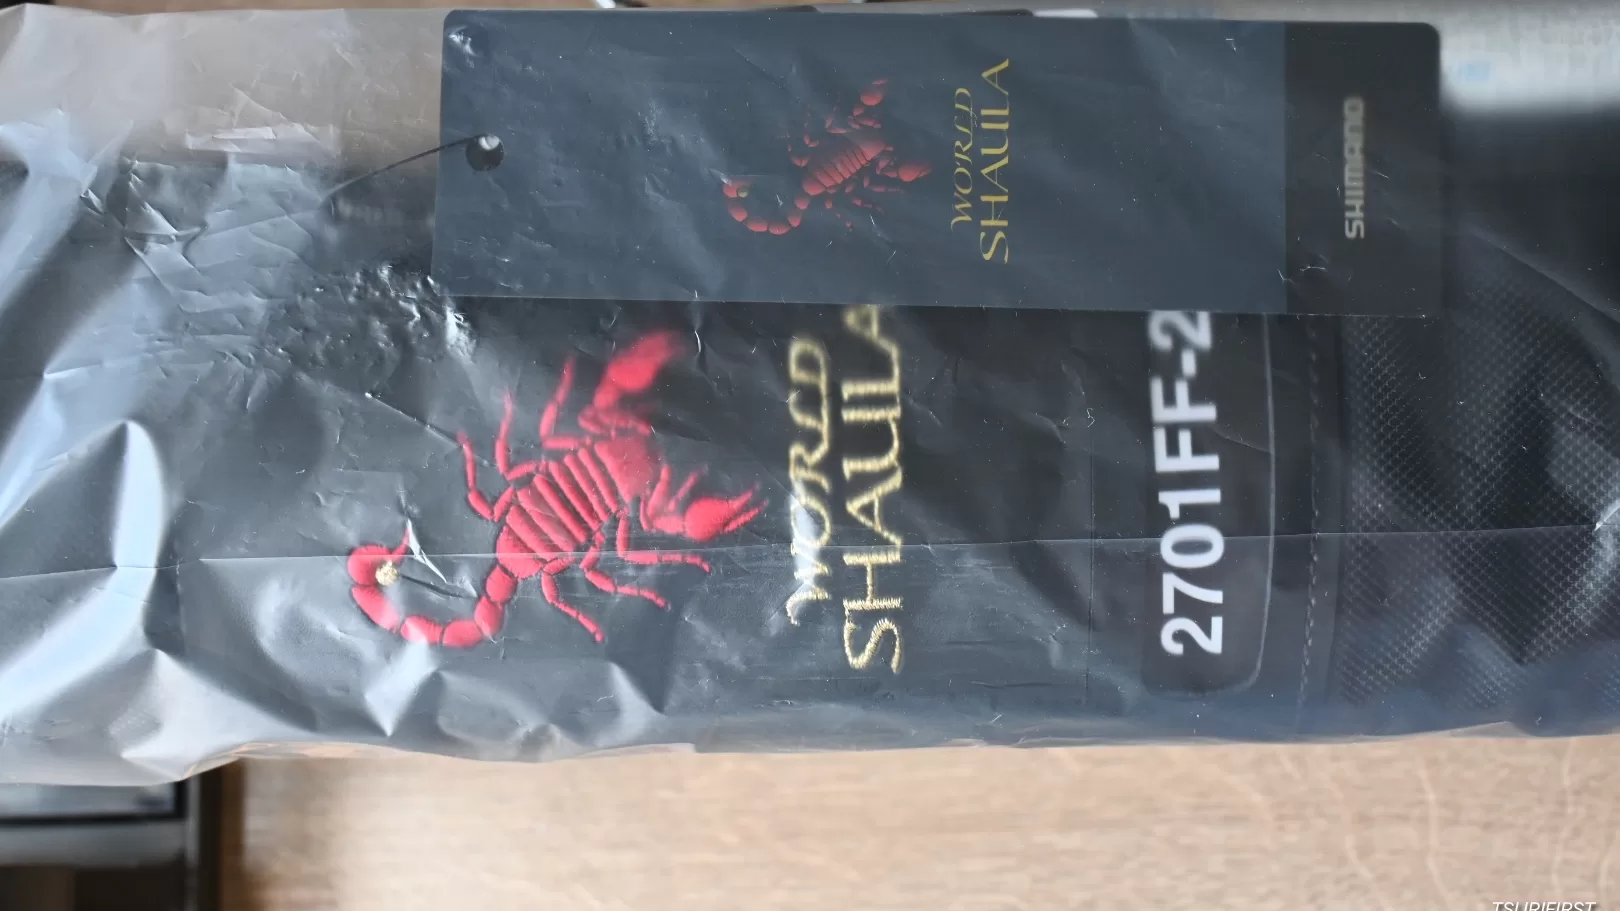 WORLD
SHAULA
SHIMANO
WORLD
SHAULA
2701FF-2
TSURIFIRST